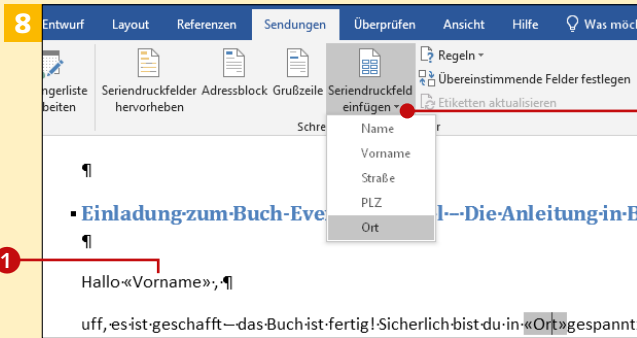 8
Entwurf Layout Referenzen Sendungen Überprüfen Ansicht Hilfe Was möch
ngerliste Seriendruckfelder Adressblock Grußzeile Seriendruckfeld Regeln
beiten hervorheben einfügen Übereinstimmende Felder festlegen
Etiketten aktualisieren
Schre r
Name
Vorname
Straße
PLZ
Ort
¶
Einladung·zum·Buch-Eve l·–·Die·Anleitung·in·B
¶
1
Hallo·«Vorname»·,·¶
uff,·es·ist·geschafft·–·das·Buch·ist·fertig!·Sicherlich·bist·du·in·«Ort»gespannt